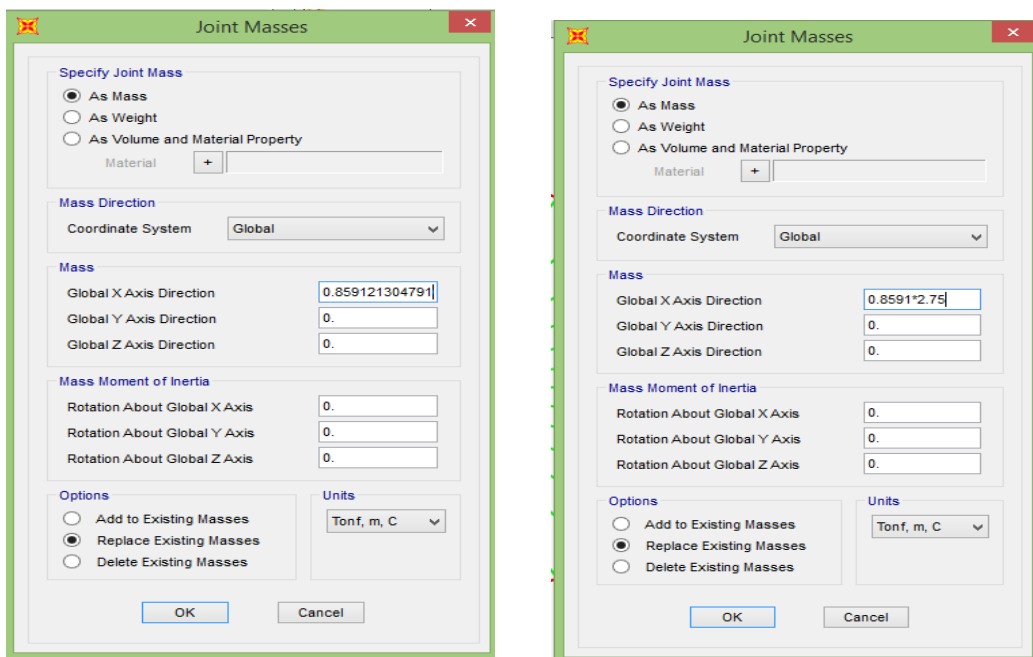 Joint Masses
Specify Joint Mass
As Mass
As Weight
As Volume and Material Property
Material +
Mass Direction
Coordinate System Global
Mass
Global X Axis Direction 0.859121304791
Global Y Axis Direction 0.
Global Z Axis Direction 0.
Mass Moment of Inertia
Rotation About Global X Axis 0.
Rotation About Global Y Axis 0.
Rotation About Global Z Axis 0.
Options Units
Add to Existing Masses Tonf, m, C
Replace Existing Masses
Delete Existing Masses
OK Cancel
Joint Masses
Specify Joint Mass
As Mass
As Weight
As Volume and Material Property
Material +
Mass Direction
Coordinate System Global
Mass
Global X Axis Direction 0.8591*2.75
Global Y Axis Direction 0.
Global Z Axis Direction 0.
Mass Moment of Inertia
Rotation About Global X Axis 0.
Rotation About Global Y Axis 0.
Rotation About Global Z Axis 0.
Options Units
Add to Existing Masses Tonf, m, C
Replace Existing Masses
Delete Existing Masses
OK Cancel